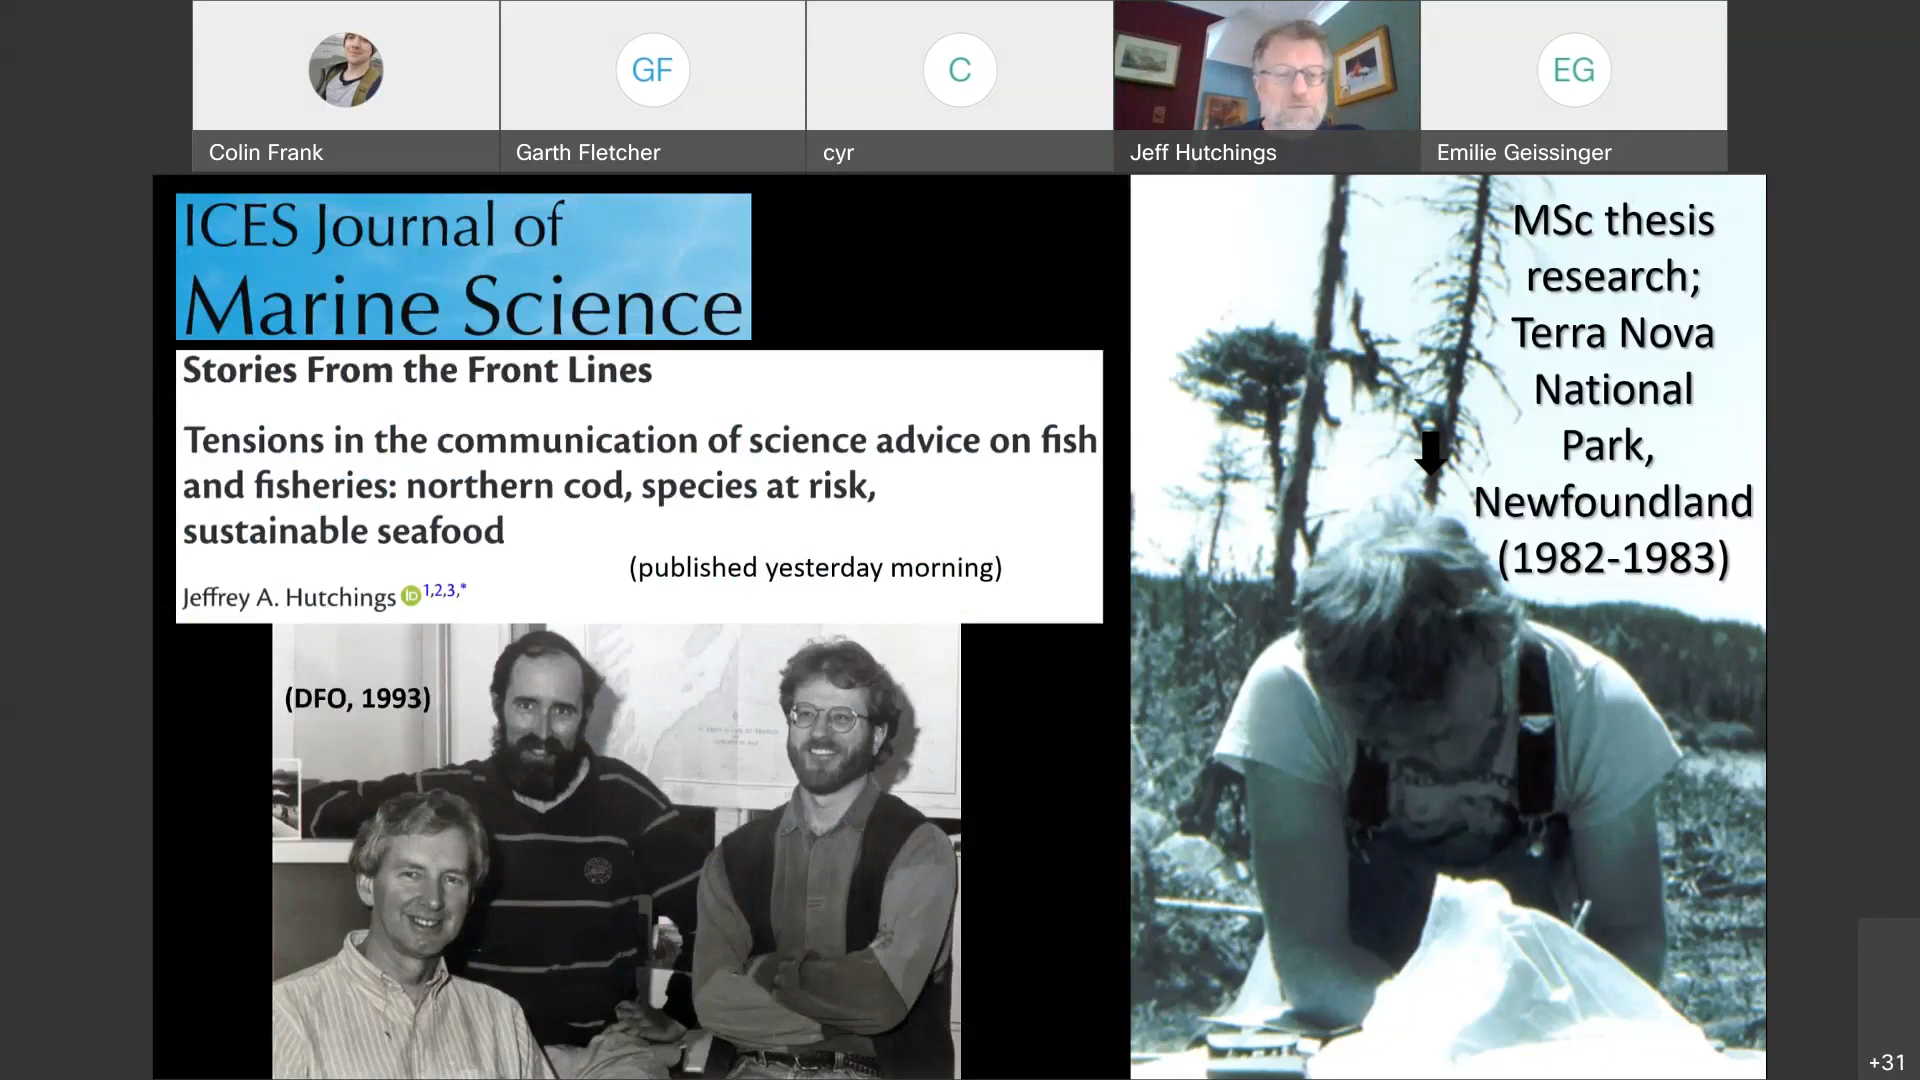 GF
C
EG
Colin Frank
Garth Fletcher
cyr
Jeff Hutchings
Emilie Geissinger
ICES Journal of
Marine Science
Stories From the Front Lines
Tensions in the communication of science advice on fish
and fisheries: northern cod, species at risk,
sustainable seafood
(published yesterday morning)
Jeffrey A. Hutchings iD 1,2,3,*
(DFO, 1993)
MSc thesis
research;
Terra Nova
National
Park,
Newfoundland
(1982-1983)
+31